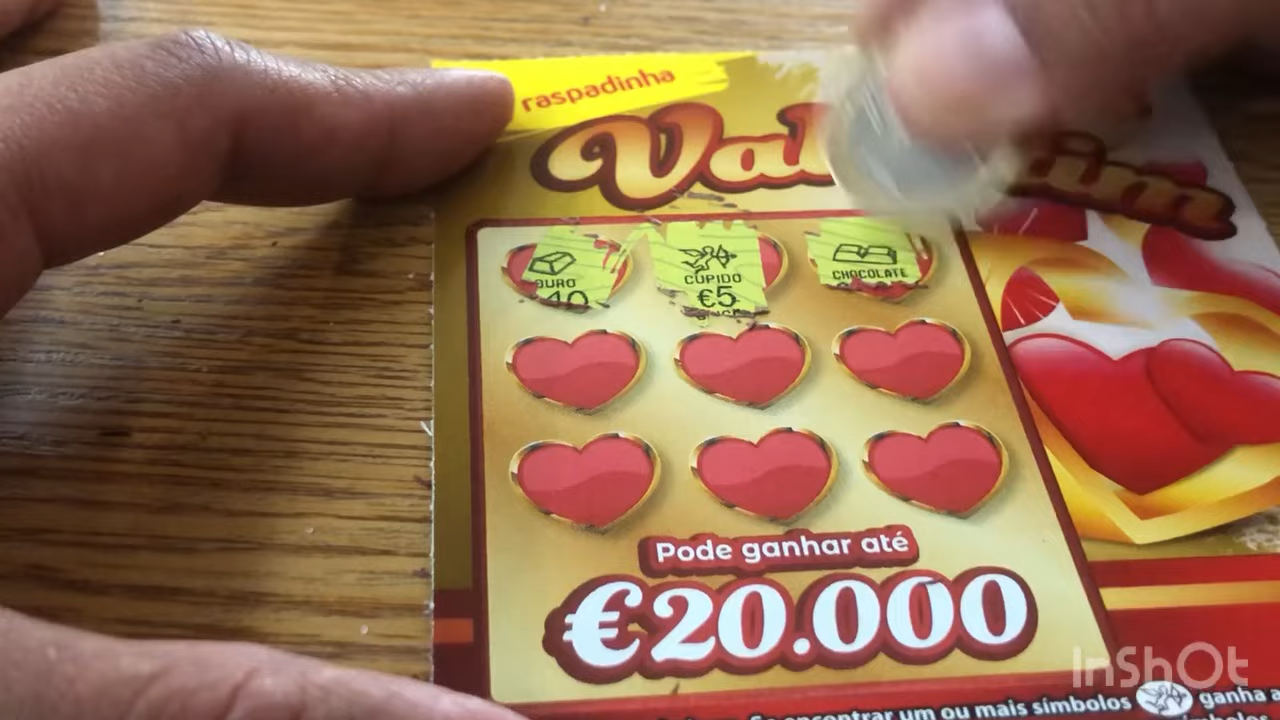 raspadinha
OURO
CUPIDO
€5
CHOCOLATE
Pode ganhar até
€20.000
InShOt
encontrar um ou mais símbolos ganha